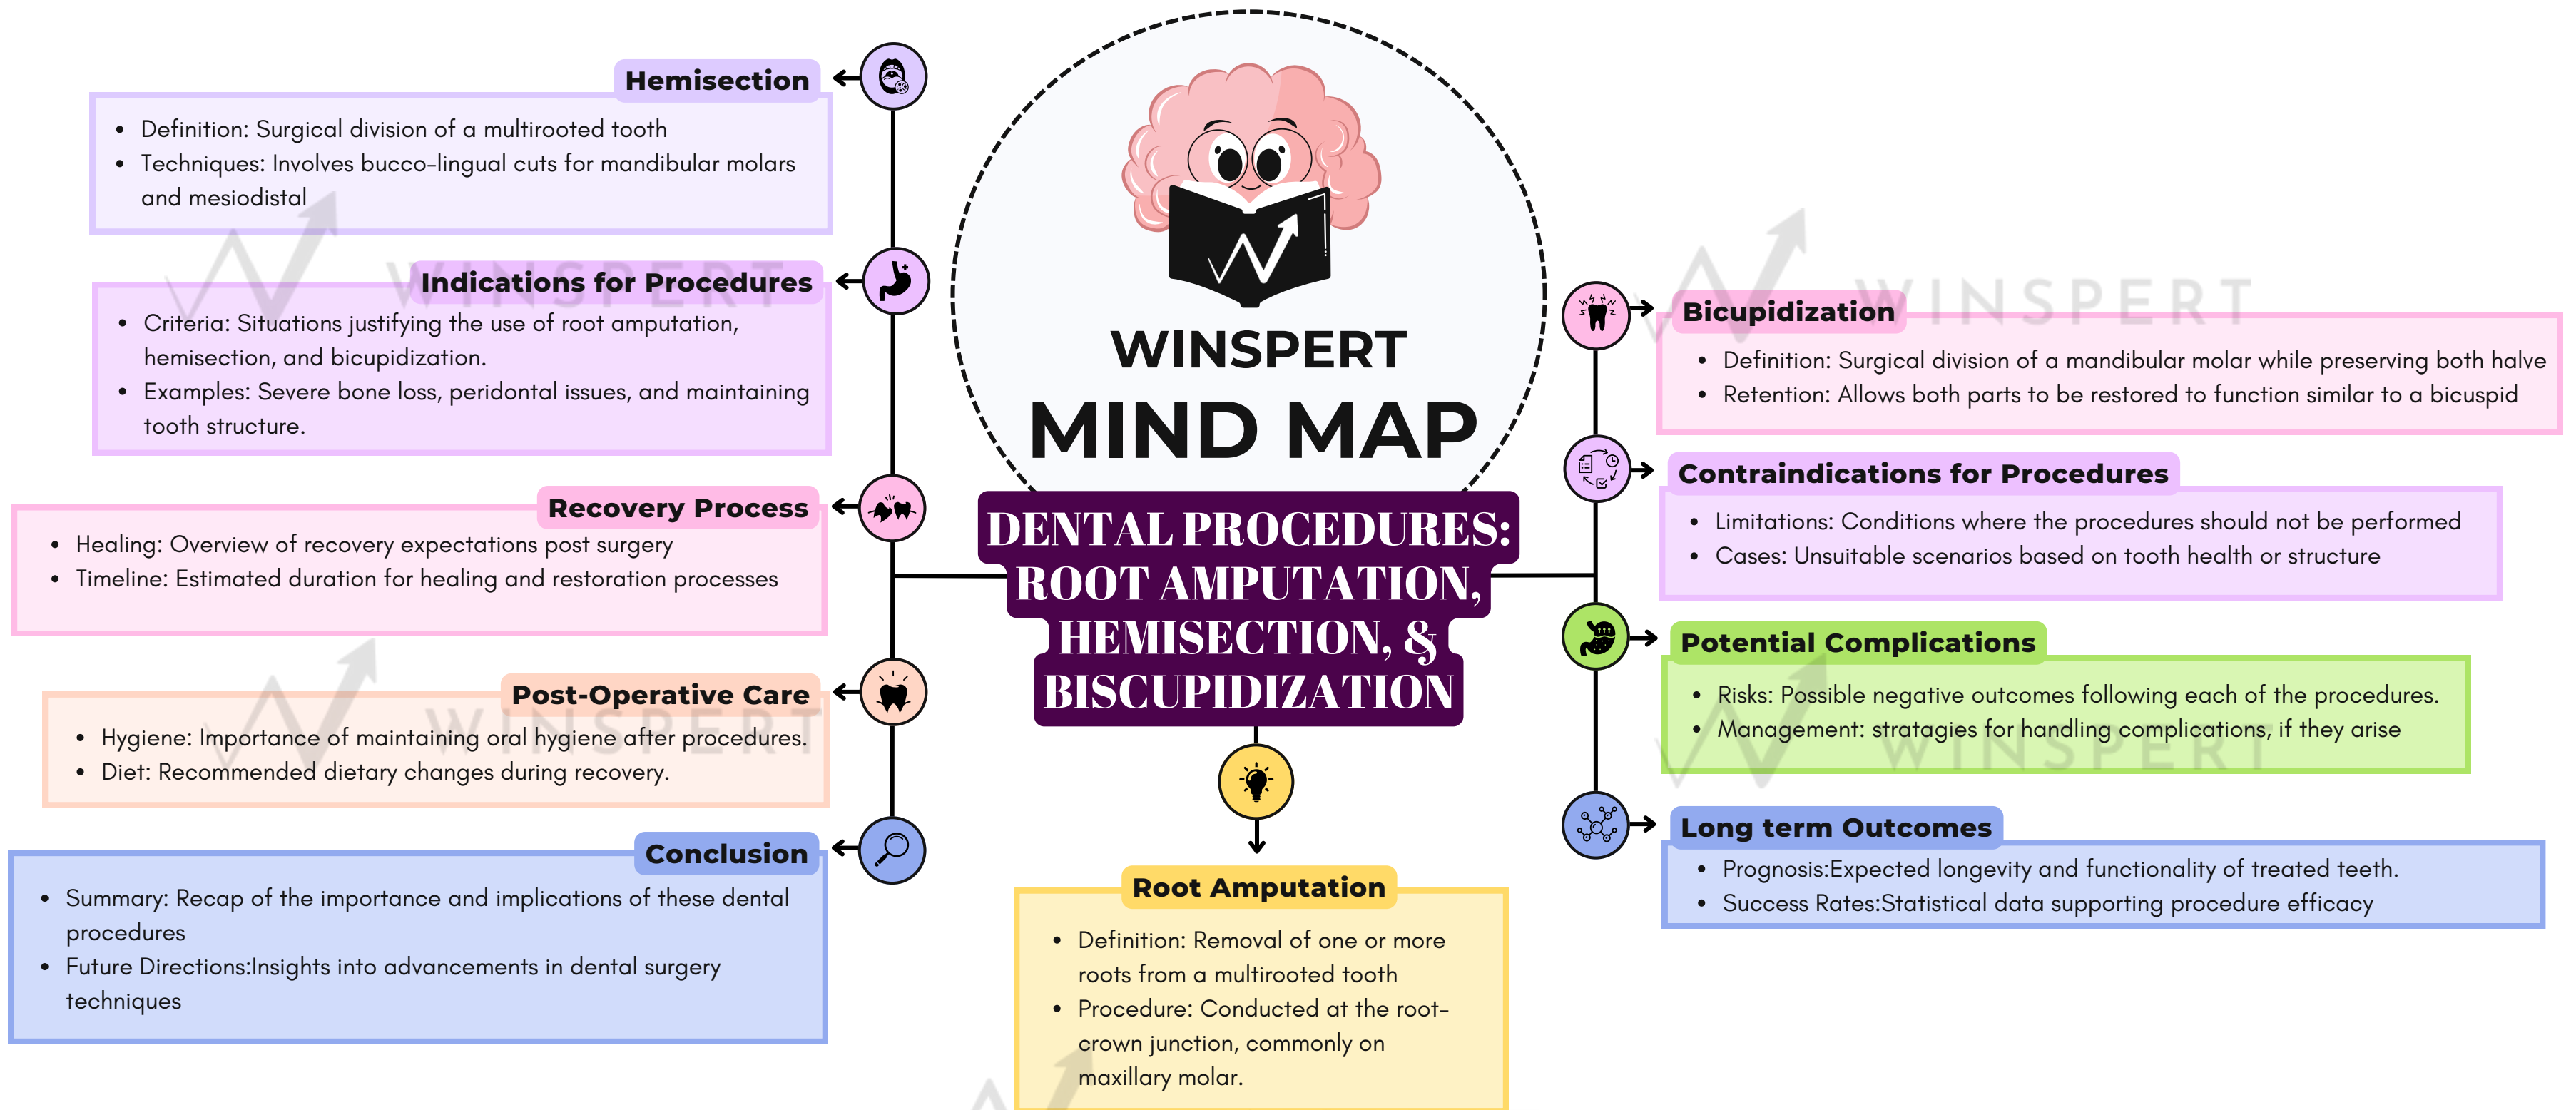 WINSPERT
MIND MAP
DENTAL PROCEDURES:
ROOT AMPUTATION,
HEMISECTION, &
BISCUPIDIZATION
Hemisection
• Definition: Surgical division of a multirooted tooth
• Techniques: Involves bucco-lingual cuts for mandibular molars
and mesiodistal
Indications for Procedures
• Criteria: Situations justifying the use of root amputation,
hemisection, and bicupidization.
• Examples: Severe bone loss, peridontal issues, and maintaining
tooth structure.
Recovery Process
• Healing: Overview of recovery expectations post surgery
• Timeline: Estimated duration for healing and restoration processes
Post-Operative Care
• Hygiene: Importance of maintaining oral hygiene after procedures.
• Diet: Recommended dietary changes during recovery.
Conclusion
• Summary: Recap of the importance and implications of these dental
procedures
• Future Directions:Insights into advancements in dental surgery
techniques
Root Amputation
• Definition: Removal of one or more
roots from a multirooted tooth
• Procedure: Conducted at the root-
crown junction, commonly on
maxillary molar.
Bicupidization
• Definition: Surgical division of a mandibular molar while preserving both halve
• Retention: Allows both parts to be restored to function similar to a bicuspid
Contraindications for Procedures
• Limitations: Conditions where the procedures should not be performed
• Cases: Unsuitable scenarios based on tooth health or structure
Potential Complications
• Risks: Possible negative outcomes following each of the procedures.
• Management: stratagies for handling complications, if they arise
Long term Outcomes
• Prognosis:Expected longevity and functionality of treated teeth.
• Success Rates:Statistical data supporting procedure efficacy
WINSPERT
WINSPERT
WINSPERT
WINSPERT